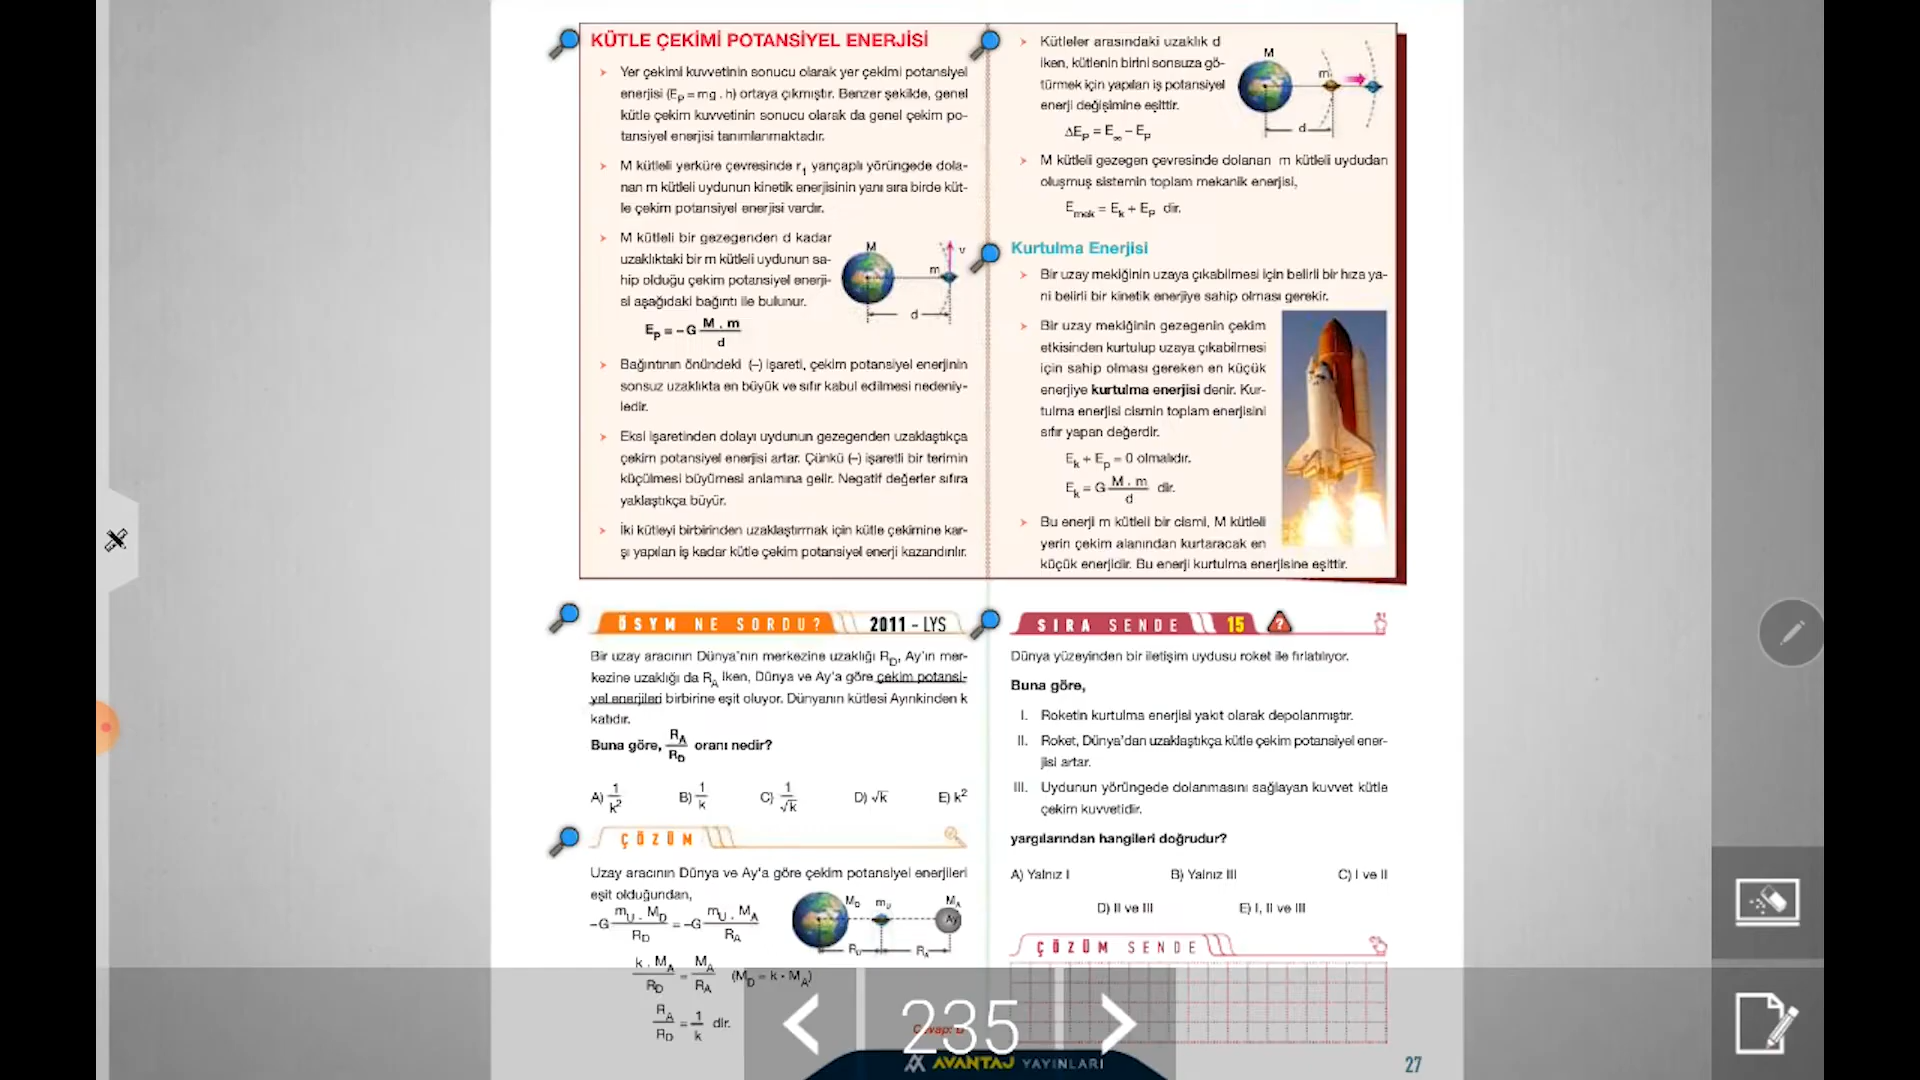 KÜTLE ÇEKİMİ POTANSİYEL ENERJİSİ
Yer çekimi kuvvetinin sonucu olarak yer çekimi potansiyel
enerjisi (Ep = mg . h) ortaya çıkmıştır. Benzer şekilde, genel
kütle çekim kuvvetinin sonucu olarak da genel çekim po-
tansiyel enerjisi tanımlanmaktadır.
M kütleli yerküre çevresinde r1 yarıçaplı yörüngede dola-
nan m kütleli uydunun kinetik enerjisinin yanı sıra birde küt-
le çekim potansiyel enerjisi vardır.
M kütleli bir gezegenden d kadar
uzaklıktaki bir m kütleli uydunun sa-
hip olduğu çekim potansiyel enerji-
si aşağıdaki bağıntı ile bulunur.
Ep = –G M . m / d
M
m
v
d
Bağıntının önündeki (–) işareti, çekim potansiyel enerjinin
sonsuz uzaklıkta en büyük ve sıfır kabul edilmesi nedeniy-
ledir.
Eksi işaretinden dolayı uydunun gezegenden uzaklaştıkça
çekim potansiyel enerjisi artar. Çünkü (–) işaretli bir terimin
küçülmesi büyümesi anlamına gelir. Negatif değerler sıfıra
yaklaştıkça büyür.
İki kütleyi birbirinden uzaklaştırmak için kütle çekimine kar-
şı yapılan iş kadar kütle çekim potansiyel enerji kazandırılır.
Kütleler arasındaki uzaklık d
iken, kütlenin birini sonsuza gö-
türmek için yapılan iş potansiyel
enerji değişimine eşittir.
ΔEp = E∞ – Ep
M
m
d
M kütleli gezegen çevresinde dolanan m kütleli uydudan
oluşmuş sistemin toplam mekanik enerjisi,
Emek = Ek + Ep dir.
Kurtulma Enerjisi
Bir uzay mekiğinin uzaya çıkabilmesi için belirli bir hıza ya-
ni belirli bir kinetik enerjiye sahip olması gerekir.
Bir uzay mekiğinin gezegenin çekim
etkisinden kurtulup uzaya çıkabilmesi
için sahip olması gereken en küçük
enerjiye kurtulma enerjisi denir. Kur-
tulma enerjisi cismin toplam enerjisini
sıfır yapan değerdir.
Ek + Ep = 0 olmalıdır.
Ek = G M . m / d dir.
Bu enerji m kütleli bir cismi, M kütleli
yerin çekim alanından kurtaracak en
küçük enerjidir. Bu enerji kurtulma enerjisine eşittir.
ÖSYM NE SORDU? 2011 - LYS
Bir uzay aracının Dünya'nın merkezine uzaklığı RD, Ay'ın mer-
kezine uzaklığı da RA iken, Dünya ve Ay'a göre çekim potansi-
yel enerjileri birbirine eşit oluyor. Dünyanın kütlesi Ayınkinden k
katıdır.
Buna göre, RA / RD oranı nedir?
A) 1/k² B) 1/k C) 1/√k D) √k E) k²
ÇÖZÜM
Uzay aracının Dünya ve Ay'a göre çekim potansiyel enerjileri
eşit olduğundan,
–G mU . MD / RD = –G mU . MA / RA
MD mU MA
Ay
k . MA / RD = MA / RA (MD = k . MA)
RA / RD = 1 / k dir.
SIRA SENDE 15 ?
Dünya yüzeyinden bir iletişim uydusu roket ile fırlatılıyor.
Buna göre,
I. Roketin kurtulma enerjisi yakıt olarak depolanmıştır.
II. Roket, Dünya'dan uzaklaştıkça kütle çekim potansiyel ener-
jisi artar.
III. Uydunun yörüngede dolanmasını sağlayan kuvvet kütle
çekim kuvvetidir.
yargılarından hangileri doğrudur?
A) Yalnız I B) Yalnız III C) I ve II
D) II ve III E) I, II ve III
ÇÖZÜM SENDE
235
AVANTAJ YAYINLARI
27